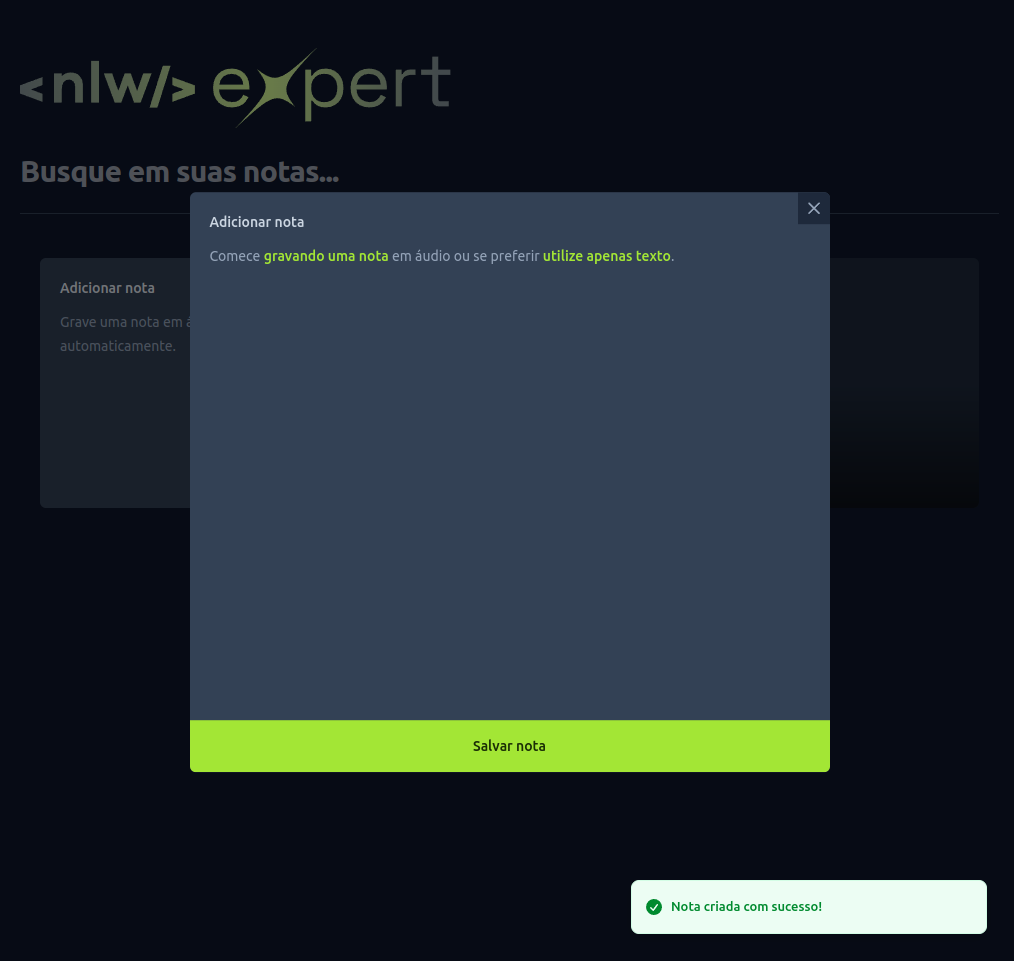 <nlw/> expert
Busque em suas notas...
Adicionar nota
Comece gravando uma nota em áudio ou se preferir utilize apenas texto.
Adicionar nota
Grave uma nota em
automaticamente.
Salvar nota
Nota criada com sucesso!